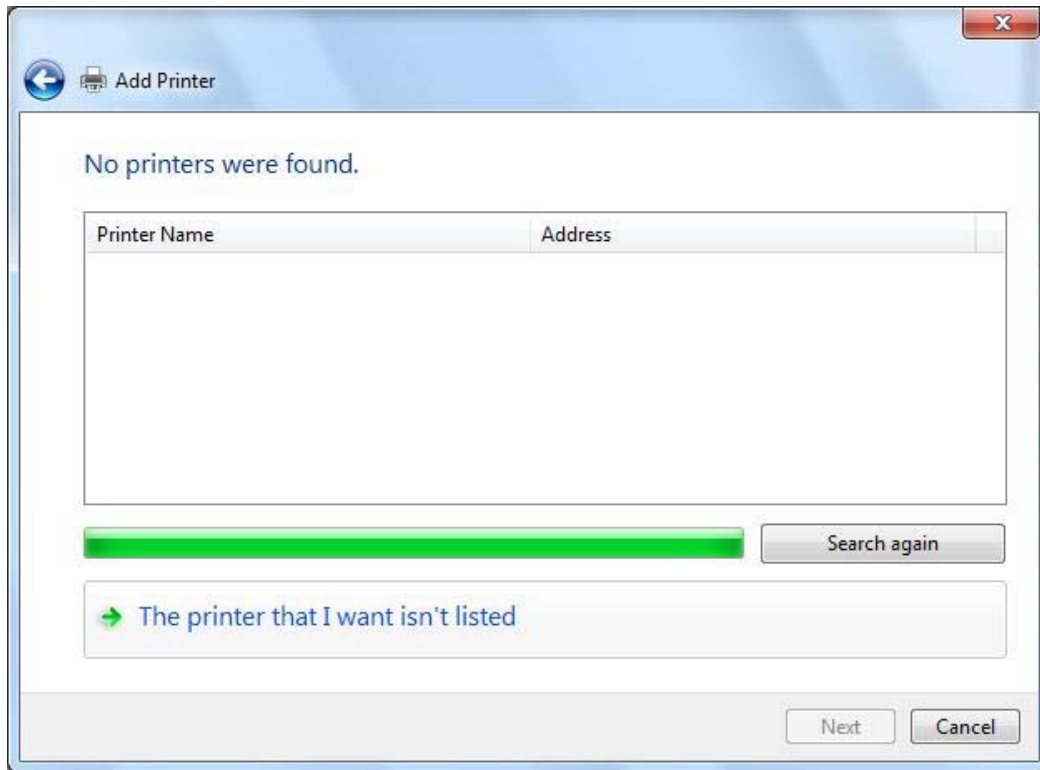 Add Printer
No printers were found.
Printer Name Address
Search again
The printer that I want isn't listed
Next Cancel